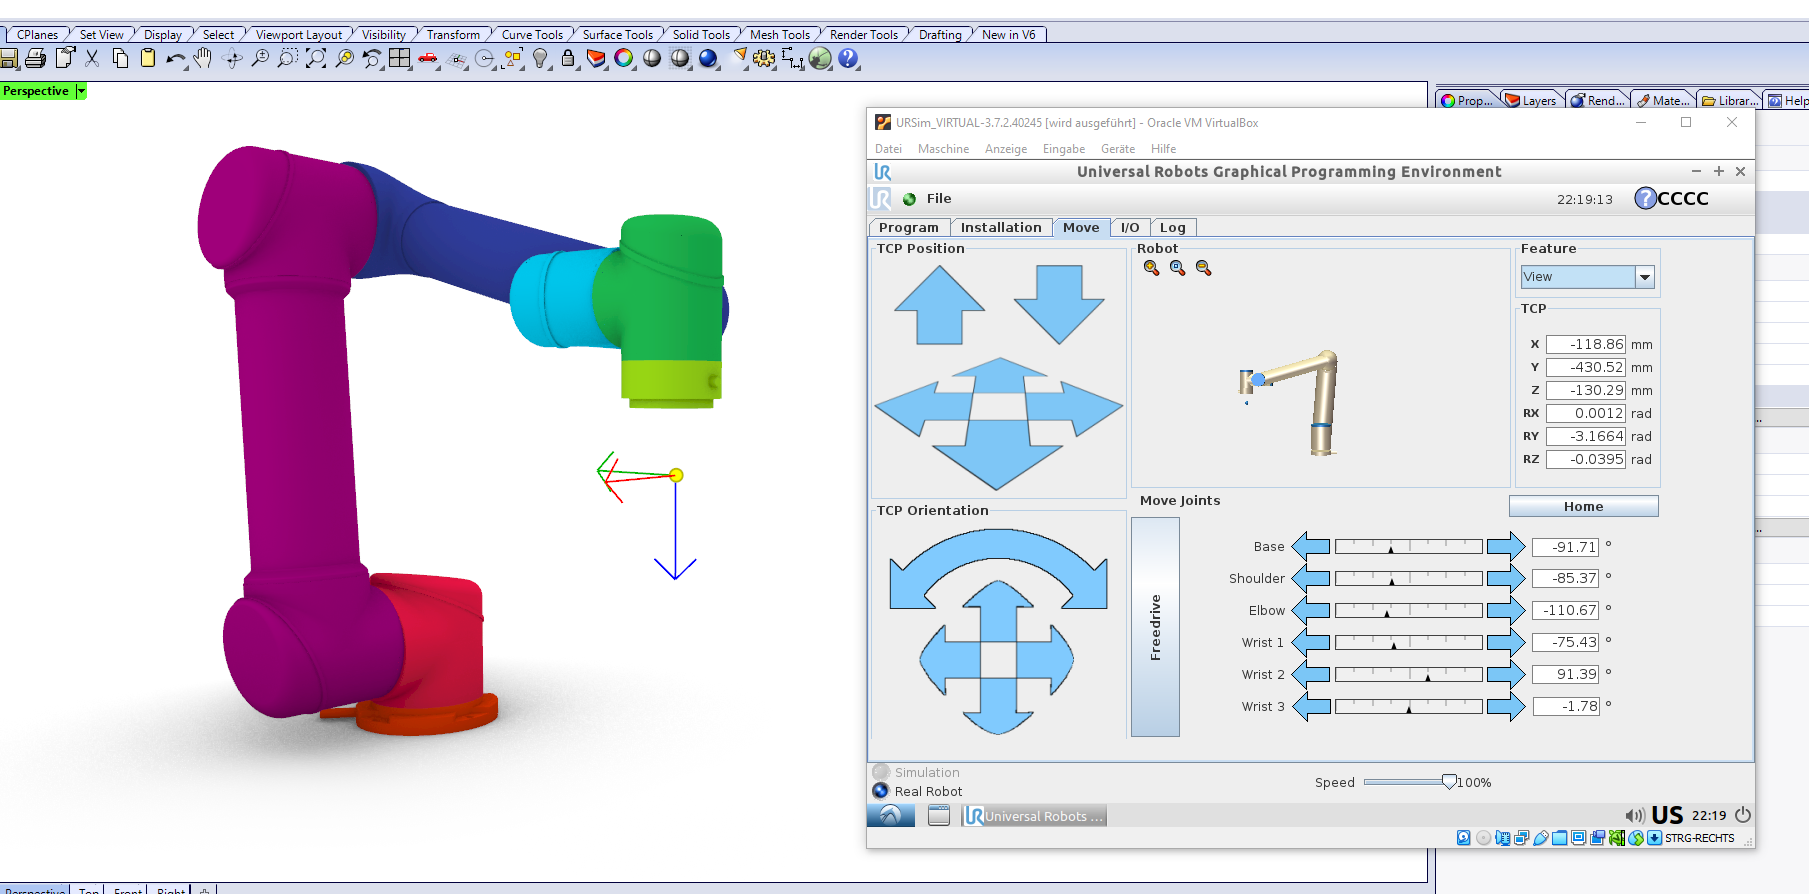 CPlanes Set View Display Select Viewport Layout Visibility Transform Curve Tools Surface Tools Solid Tools Mesh Tools Render Tools Drafting New in V6
Perspective
Prop... Layers Rend... Mate... Librar... Help
URSim_VIRTUAL-3.7.2.40245 [wird ausgeführt] - Oracle VM VirtualBox
Datei Maschine Anzeige Eingabe Geräte Hilfe
UR Universal Robots Graphical Programming Environment
UR File 22:19:13 ? CCCC
Program Installation Move I/O Log
TCP Position Robot Feature
View
TCP
X -118.86 mm
Y -430.52 mm
Z -130.29 mm
RX 0.0012 rad
RY -3.1664 rad
RZ -0.0395 rad
Move Joints
Home
TCP Orientation
Freedrive
Base -91.71 °
Shoulder -85.37 °
Elbow -110.67 °
Wrist 1 -75.43 °
Wrist 2 91.39 °
Wrist 3 -1.78 °
Simulation
Real Robot
Speed 100%
UR Universal Robots ... US 22:19
STRG-RECHTS
Perspective Top Front Right